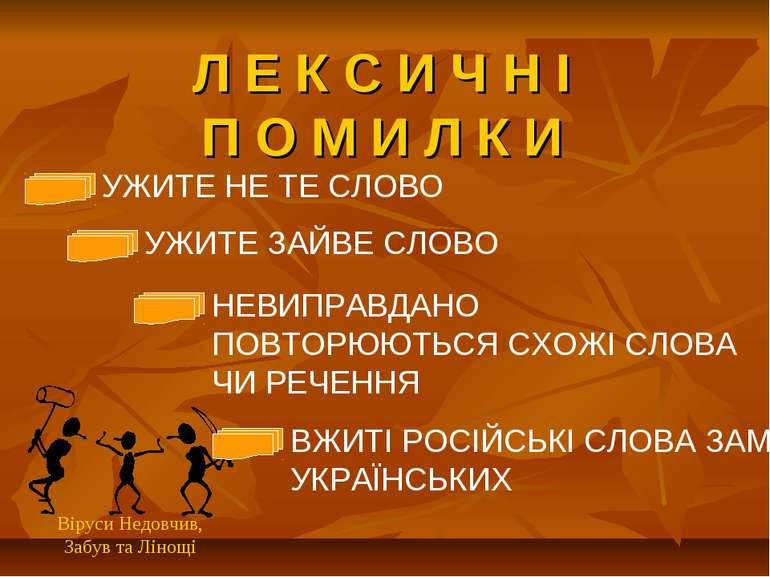 Л Е К С И Ч Н І
П О М И Л К И
УЖИТЕ НЕ ТЕ СЛОВО
УЖИТЕ ЗАЙВЕ СЛОВО
НЕВИПРАВДАНО
ПОВТОРЮЮТЬСЯ СХОЖІ СЛОВА
ЧИ РЕЧЕННЯ
ВЖИТІ РОСІЙСЬКІ СЛОВА ЗАМ
УКРАЇНСЬКИХ
Віруси Недовчив,
Забув та Лінощі